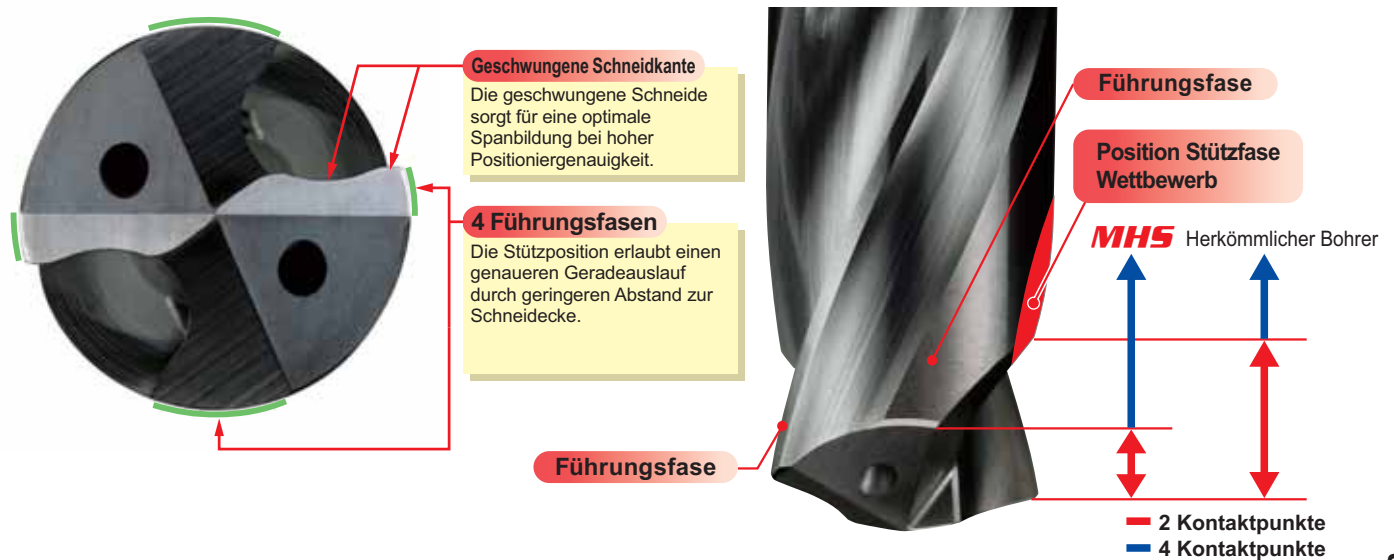 Geschwungene Schneidkante
Die geschwungene Schneide
sorgt für eine optimale
Spanbildung bei hoher
Positioniergenauigkeit.
4 Führungsfasen
Die Stützposition erlaubt einen
genaueren Geradeauslauf
durch geringeren Abstand zur
Schneidecke.
Führungsfase
Führungsfase
Position Stützfase
Wettbewerb
MHS Herkömmlicher Bohrer
2 Kontaktpunkte
4 Kontaktpunkte